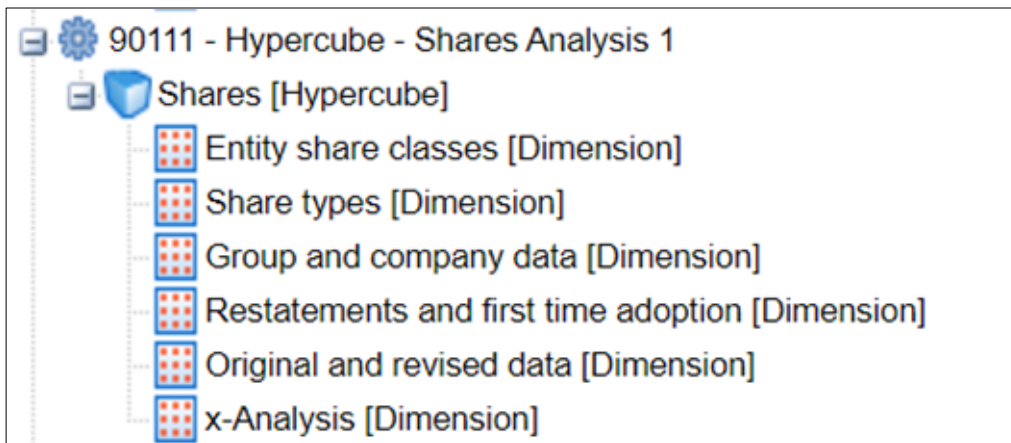 90111 - Hypercube - Shares Analysis 1
Shares [Hypercube]
Entity share classes [Dimension]
Share types [Dimension]
Group and company data [Dimension]
Restatements and first time adoption [Dimension]
Original and revised data [Dimension]
x-Analysis [Dimension]